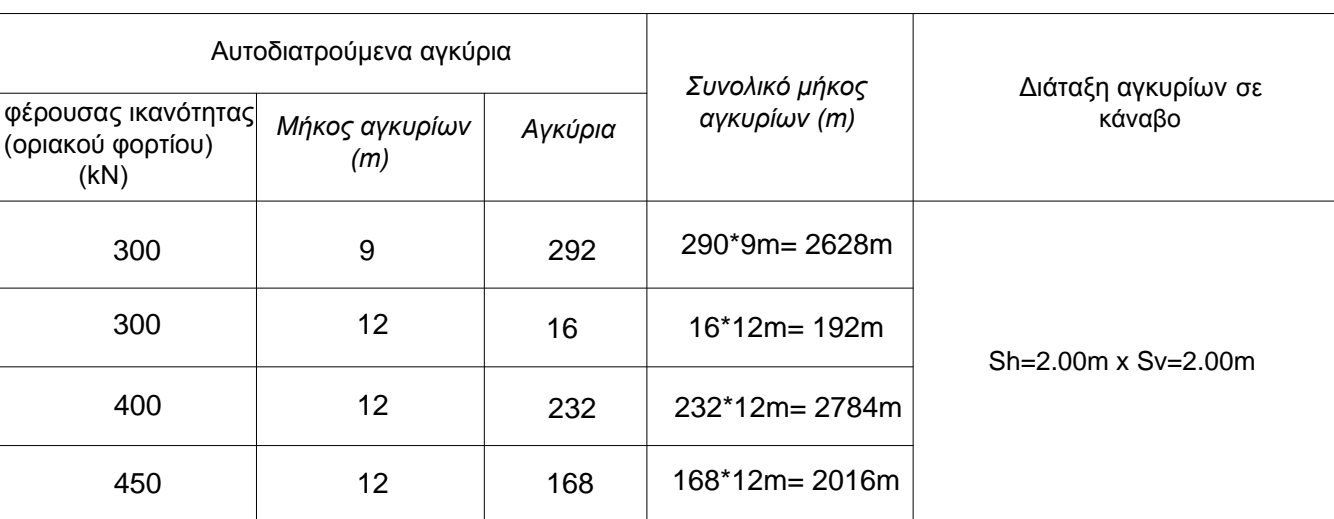 Αυτοδιατρούμενα αγκύρια
Συνολικό μήκος
αγκυρίων (m)
Διάταξη αγκυρίων σε
κάναβο
φέρουσας ικανότητας
(οριακού φορτίου)
(kN)
Μήκος αγκυρίων
(m)
Αγκύρια
300 9 292 290*9m= 2628m
300 12 16 16*12m= 192m
Sh=2.00m x Sv=2.00m
400 12 232 232*12m= 2784m
450 12 168 168*12m= 2016m